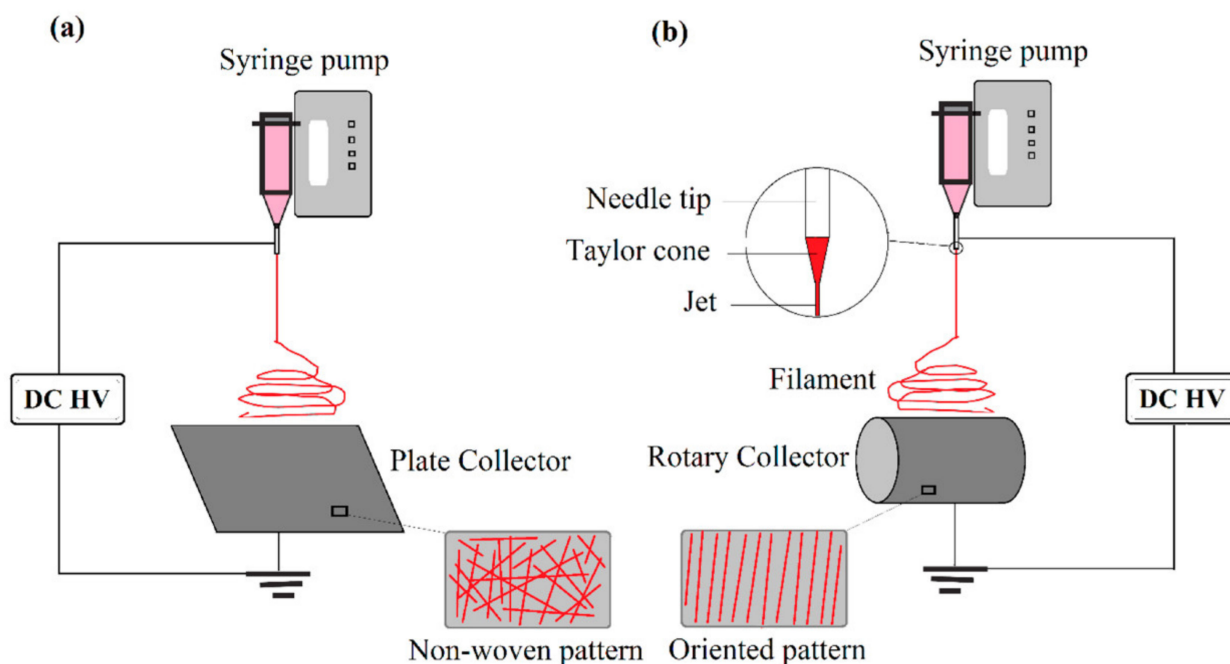 (a)
Syringe pump
DC HV
Plate Collector
Non-woven pattern
(b)
Syringe pump
Needle tip
Taylor cone
Jet
Filament
DC HV
Rotary Collector
Oriented pattern